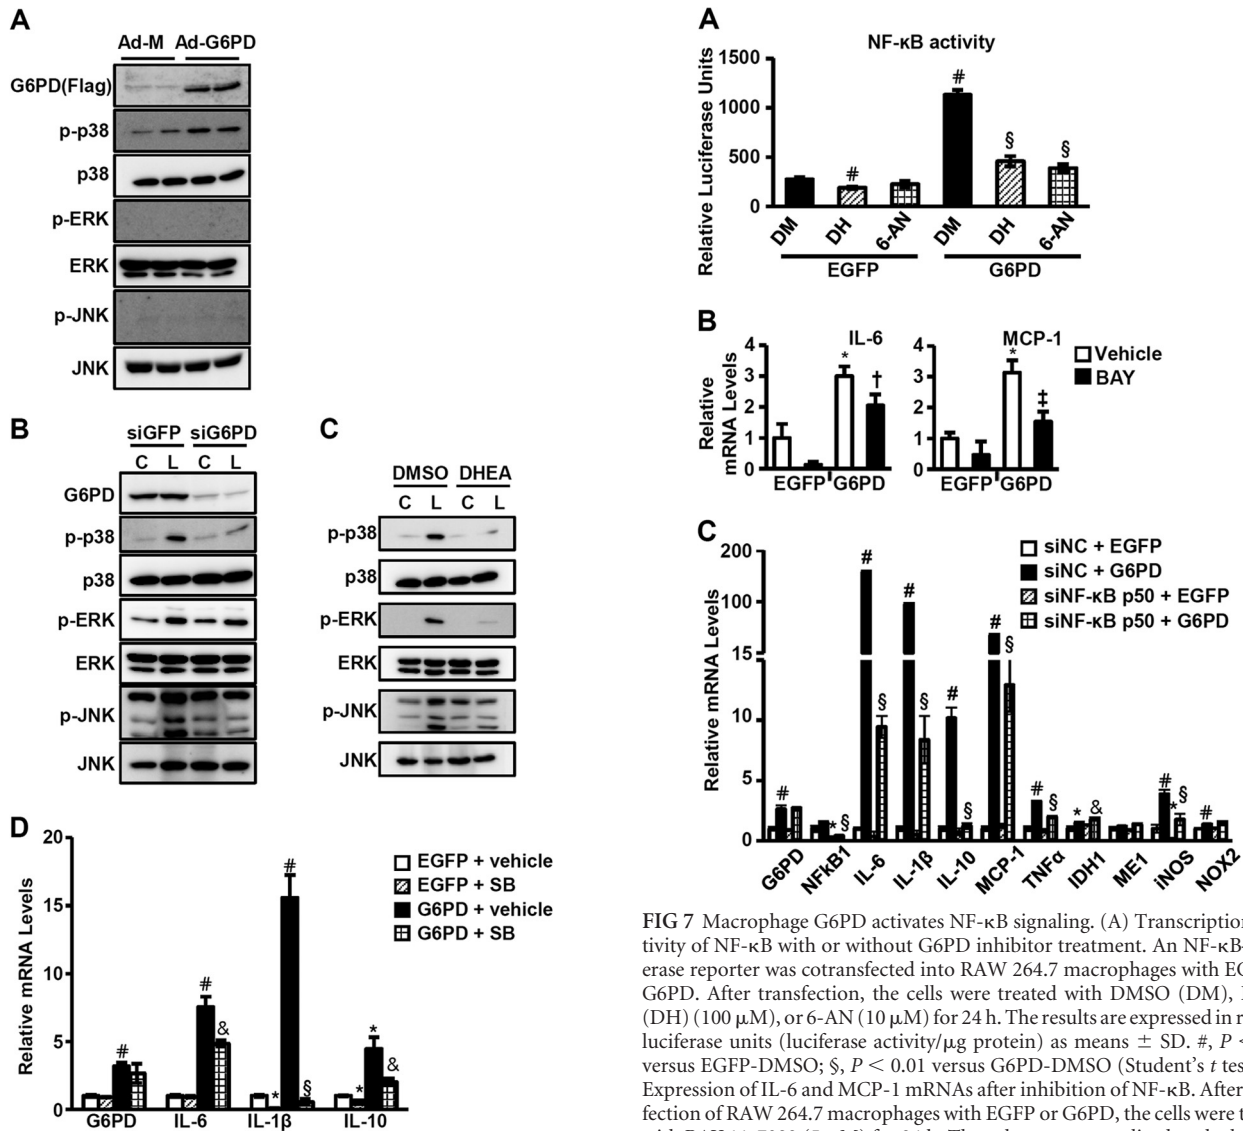 A
Ad-M Ad-G6PD
G6PD(Flag)
p-p38
p38
p-ERK
ERK
p-JNK
JNK
B
siGFP siG6PD
C L C L
G6PD
p-p38
p38
p-ERK
ERK
p-JNK
JNK
C
DMSO DHEA
C L C L
p-p38
p38
p-ERK
ERK
p-JNK
JNK
D
Relative mRNA Levels
20
15
10
5
0
EGFP + vehicle
EGFP + SB
G6PD + vehicle
G6PD + SB
# # & * # § * * &
G6PD IL-6 IL-1β IL-10
A
NF-κB activity
Relative Luciferase Units
1500
1000
500
0
# # § §
DM DH 6-AN DM DH 6-AN
EGFP G6PD
B
Relative
mRNA Levels
IL-6
4
3
2
1
0
* †
EGFP G6PD
MCP-1
4
3
2
1
0
* ‡
EGFP G6PD
Vehicle
BAY
C
Relative mRNA Levels
200
100
15
10
5
0
siNC + EGFP
siNC + G6PD
siNF-κB p50 + EGFP
siNF-κB p50 + G6PD
# * § # § # § # § # § # § * & # * § #
G6PD NFkB1 IL-6 IL-1β IL-10 MCP-1 TNFα IDH1 ME1 iNOS NOX2
FIG 7 Macrophage G6PD activates NF-κB signaling. (A) Transcription
tivity of NF-κB with or without G6PD inhibitor treatment. An NF-κB-
erase reporter was cotransfected into RAW 264.7 macrophages with
G6PD. After transfection, the cells were treated with DMSO (DM),
(DH) (100 μM), or 6-AN (10 μM) for 24 h. The results are expressed in
luciferase units (luciferase activity/μg protein) as means ± SD. #, P <
versus EGFP-DMSO; §, P < 0.01 versus G6PD-DMSO (Student's t
Expression of IL-6 and MCP-1 mRNAs after inhibition of NF-κB. After
fection of RAW 264.7 macrophages with EGFP or G6PD, the cells were